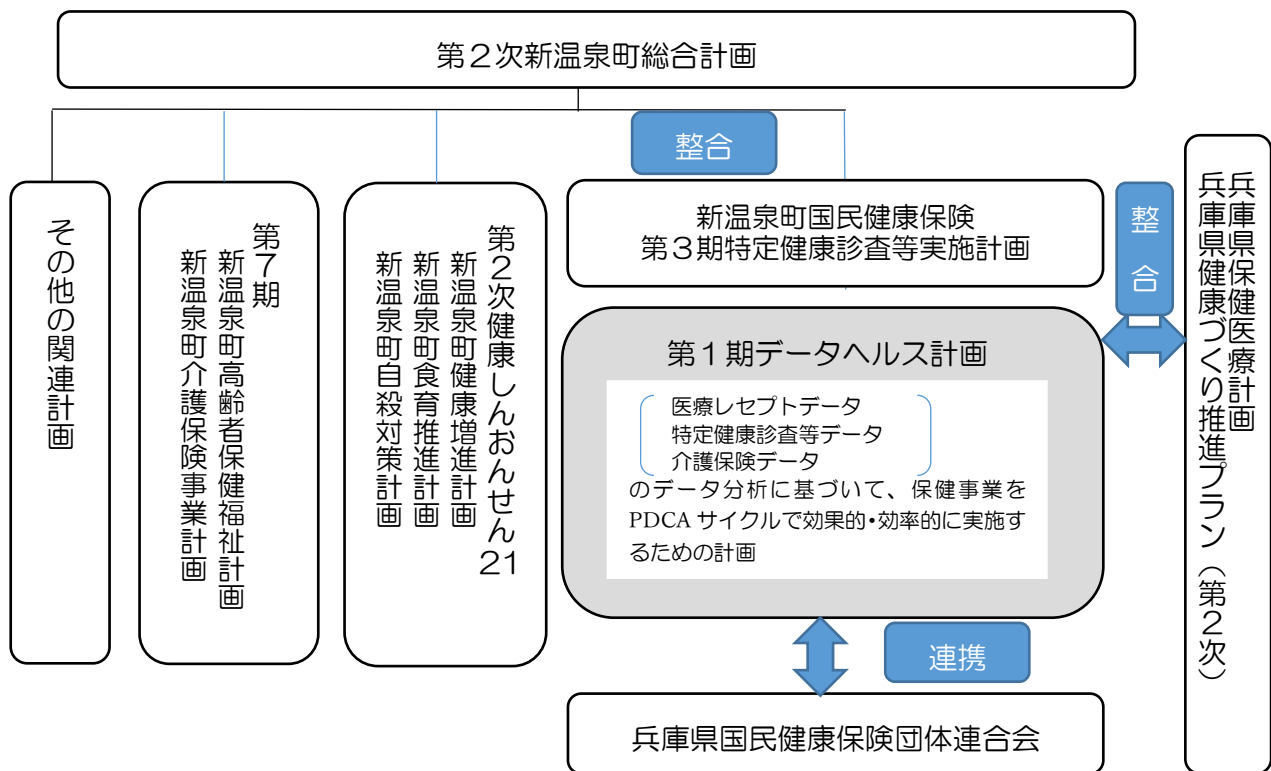 第２次新温泉町総合計画
整合
その他の関連計画
第７期
新温泉町高齢者保健福祉計画
新温泉町介護保険事業計画
第２次健康しんおんせん21
新温泉町健康増進計画
新温泉町食育推進計画
新温泉町自殺対策計画
新温泉町国民健康保険
第３期特定健康診査等実施計画
整合
兵庫県保健医療計画
兵庫県健康づくり推進プラン（第２次）
第１期データヘルス計画
医療レセプトデータ
特定健康診査等データ
介護保険データ
のデータ分析に基づいて、保健事業を
PDCA サイクルで効果的・効率的に実施す
るための計画
連携
兵庫県国民健康保険団体連合会